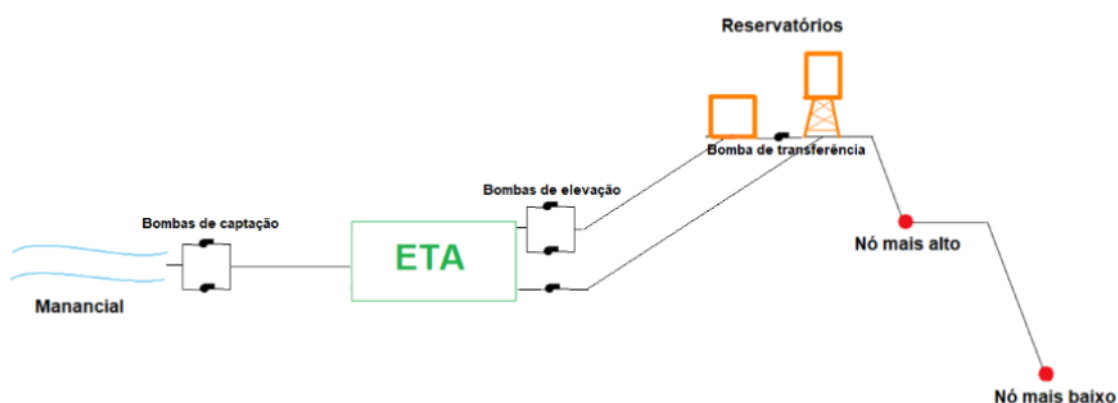 Reservatórios
Bomba de transferência
Bombas de elevação
Bombas de captação
ETA
Nó mais alto
Manancial
Nó mais baixo